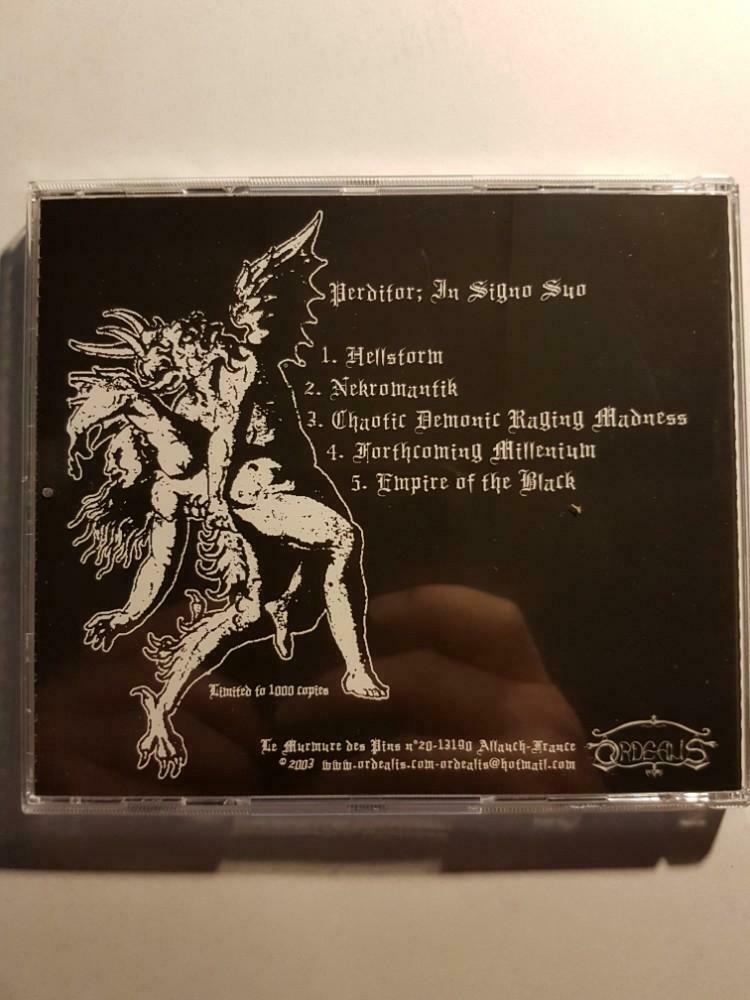 Perditor; In Signo Suo
1. Hellstorm
2. Nekromantik
3. Chaotic Demonic Raging Madness
4. Forthcoming Millenium
5. Empire of the Black
Limited to 1000 copies
Le Murmure des Pins n°20-13190 Allauch-France
© 2003 www.ordealis.com-ordealis@hotmail.com
ORDEALIS